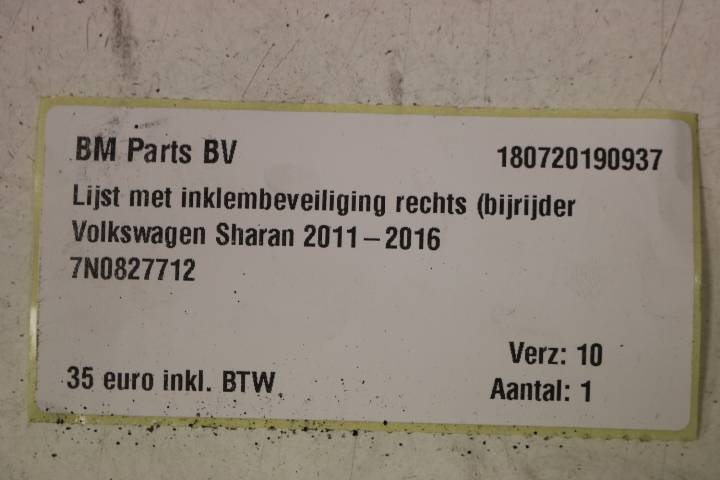 BM Parts BV 180720190937
Lijst met inklembeveiliging rechts (bijrijder
Volkswagen Sharan 2011–2016
7N0827712
Verz: 10
35 euro inkl. BTW Aantal: 1